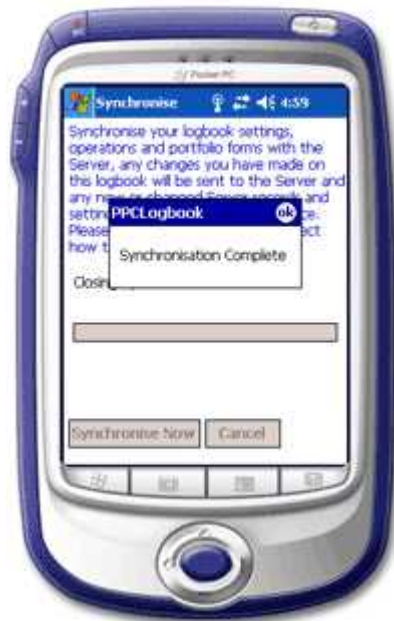 Pocket PC
Synchronise 4:59
Synchronise your logbook settings,
operations and portfolio forms with the
Server, any changes you have made on
this logbook will be sent to the Server and
any
settin
Please
how t
PPCLogbook ok
Synchronisation Complete
Closing
Synchronise Now Cancel